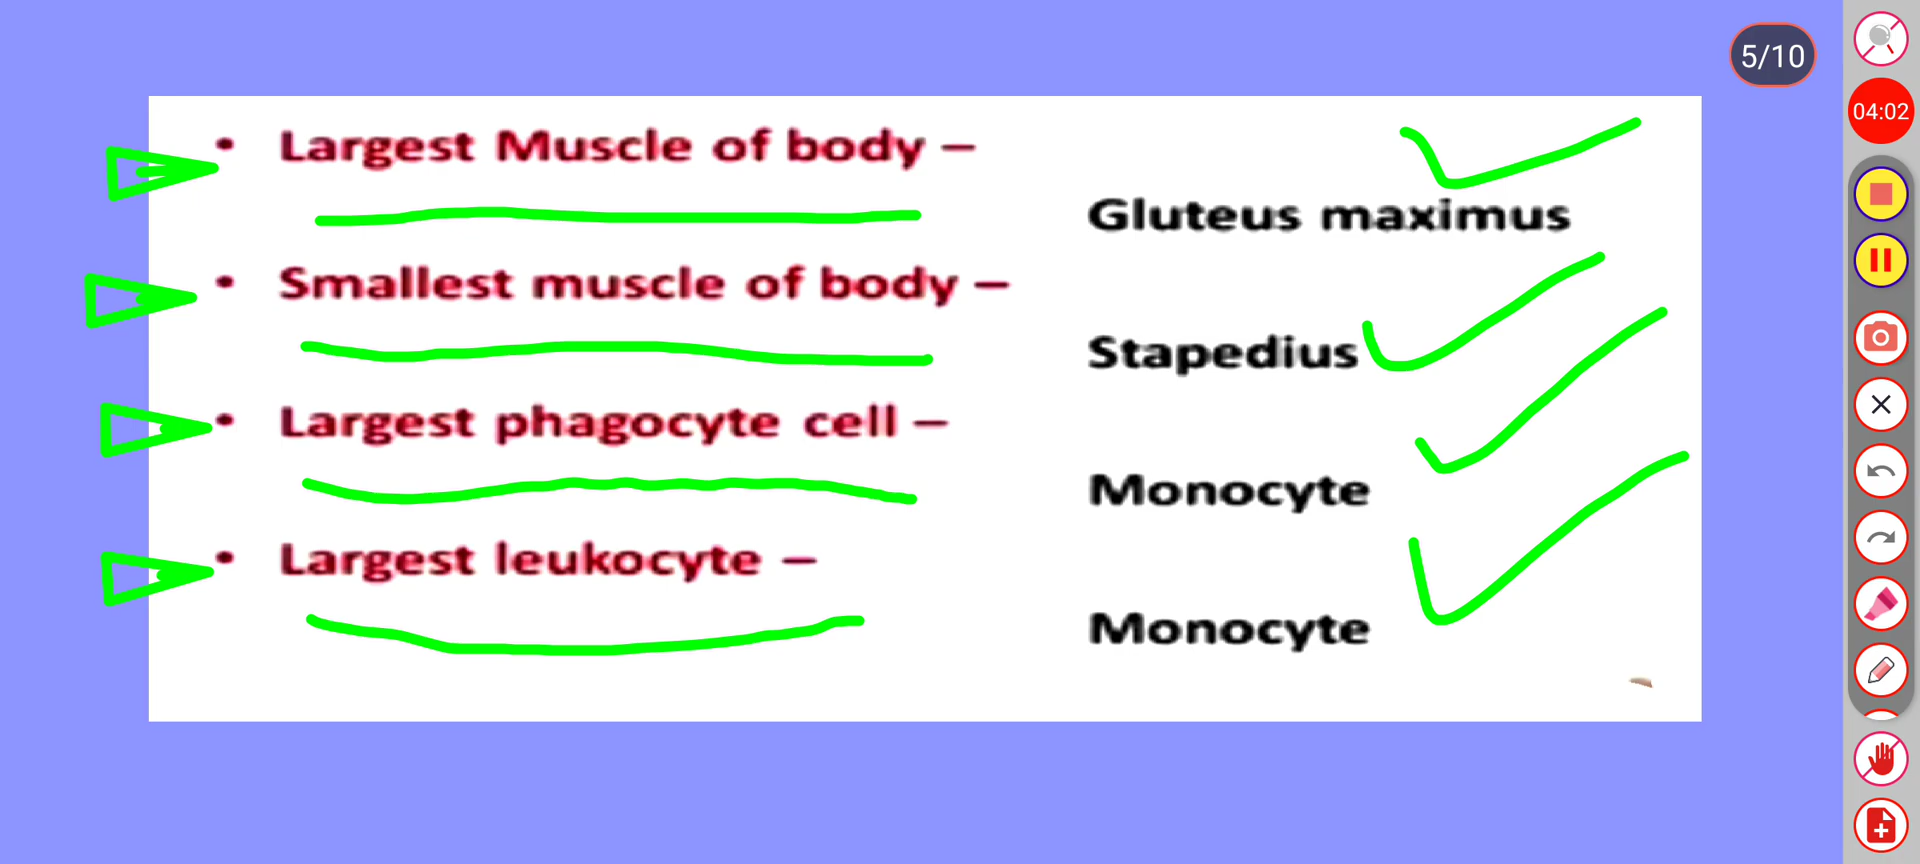 5/10
04:02
• Largest Muscle of body –
Gluteus maximus
• Smallest muscle of body –
Stapedius
• Largest phagocyte cell –
Monocyte
• Largest leukocyte –
Monocyte